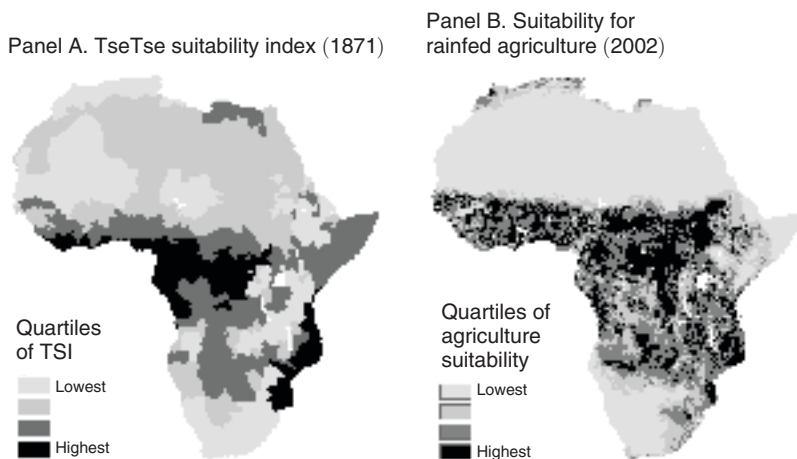 Panel A. TseTse suitability index (1871)
Panel B. Suitability for
rainfed agriculture (2002)
Quartiles
of TSI
Lowest
Highest
Quartiles of
agriculture
suitability
Lowest
Highest